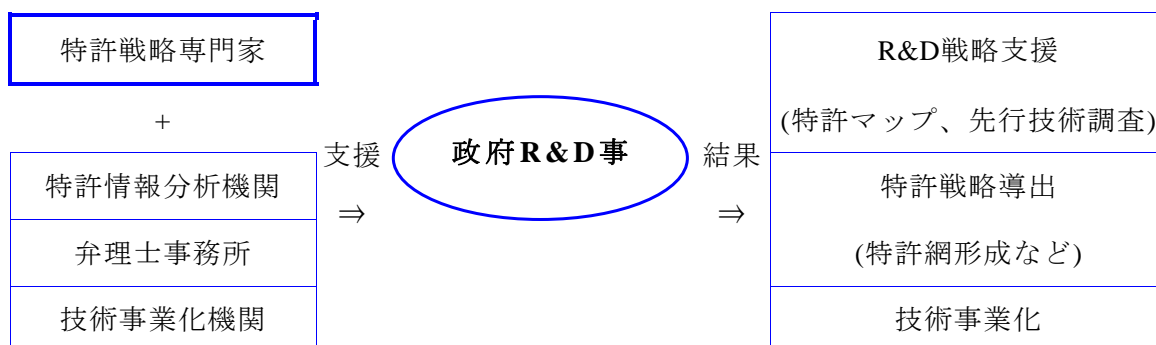 特許戦略専門家
+
特許情報分析機関
弁理士事務所
技術事業化機関
支援
⇒
政府R&D事
結果
⇒
R&D戦略支援
(特許マップ、先行技術調査)
特許戦略導出
(特許網形成など)
技術事業化